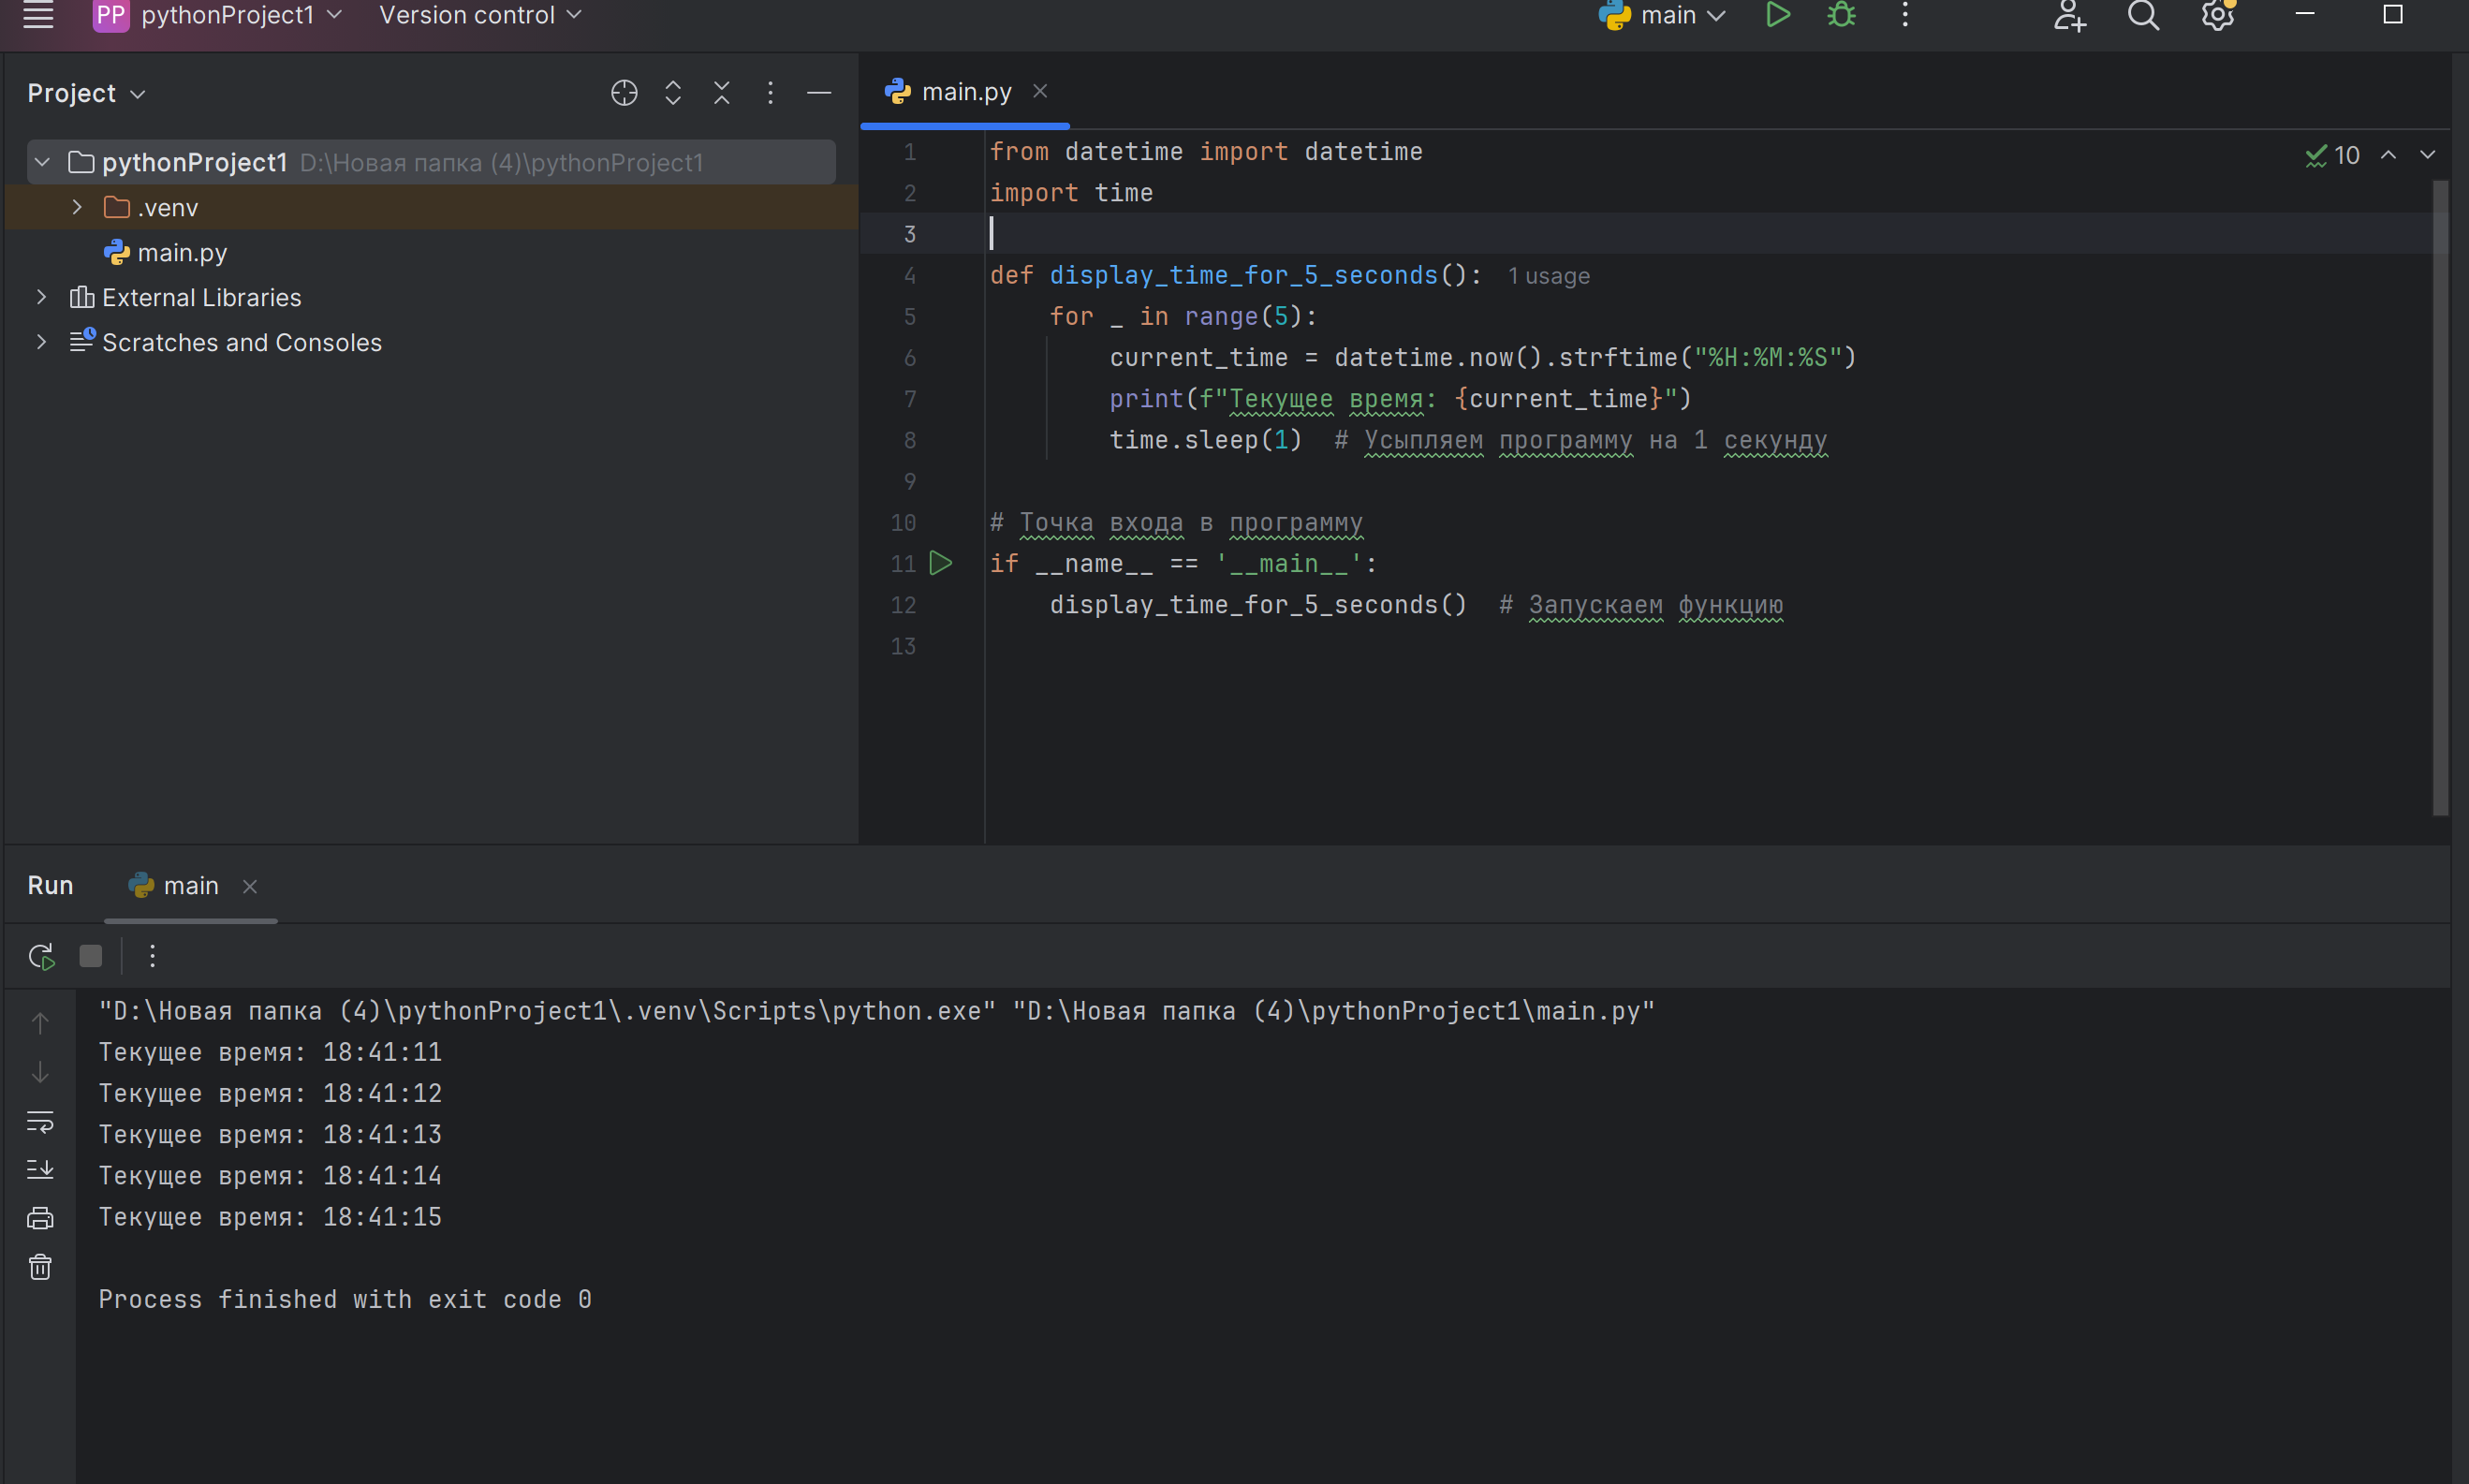 PP pythonProject1 Version control main
Project
pythonProject1 D:\Новая папка (4)\pythonProject1
.venv
main.py
External Libraries
Scratches and Consoles
main.py
10
1 from datetime import datetime
2 import time
3
4 def display_time_for_5_seconds(): 1 usage
5     for _ in range(5):
6         current_time = datetime.now().strftime("%H:%M:%S")
7         print(f"Текущее время: {current_time}")
8         time.sleep(1)  # Усыпляем программу на 1 секунду
9
10 # Точка входа в программу
11 if __name__ == '__main__':
12     display_time_for_5_seconds()  # Запускаем функцию
13
Run main
"D:\Новая папка (4)\pythonProject1\.venv\Scripts\python.exe" "D:\Новая папка (4)\pythonProject1\main.py"
Текущее время: 18:41:11
Текущее время: 18:41:12
Текущее время: 18:41:13
Текущее время: 18:41:14
Текущее время: 18:41:15
Process finished with exit code 0